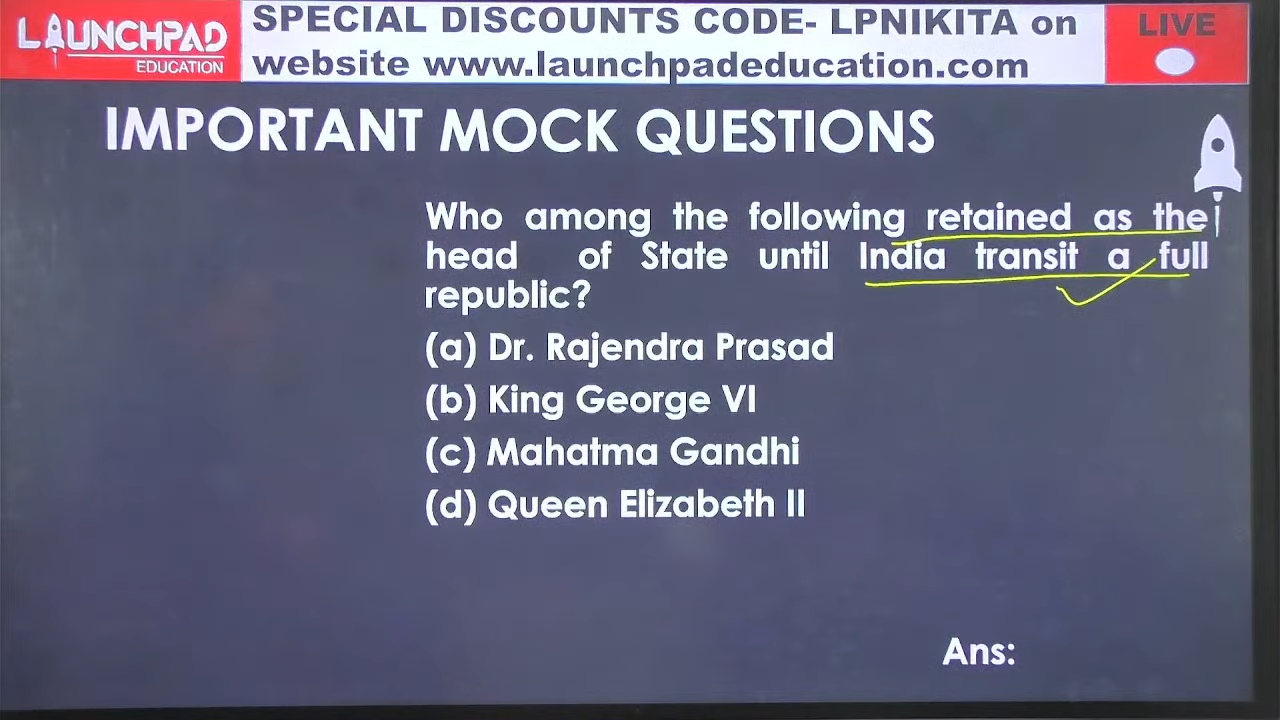 LAUNCHPAD
EDUCATION
SPECIAL DISCOUNTS CODE- LPNIKITA on
website www.launchpadeducation.com
LIVE
IMPORTANT MOCK QUESTIONS
Who among the following retained as the
head of State until India transit a full
republic?
(a) Dr. Rajendra Prasad
(b) King George VI
(c) Mahatma Gandhi
(d) Queen Elizabeth II
Ans: